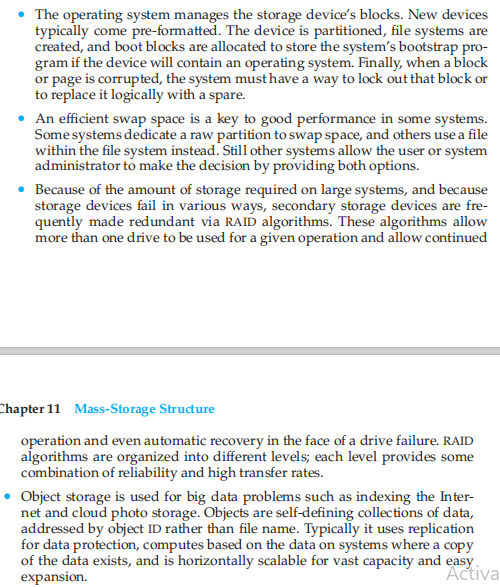 • The operating system manages the storage device's blocks. New devices
typically come pre-formatted. The device is partitioned, file systems are
created, and boot blocks are allocated to store the system's bootstrap pro-
gram if the device will contain an operating system. Finally, when a block
or page is corrupted, the system must have a way to lock out that block or
to replace it logically with a spare.
• An efficient swap space is a key to good performance in some systems.
Some systems dedicate a raw partition to swap space, and others use a file
within the file system instead. Still other systems allow the user or system
administrator to make the decision by providing both options.
• Because of the amount of storage required on large systems, and because
storage devices fail in various ways, secondary storage devices are fre-
quently made redundant via RAID algorithms. These algorithms allow
more than one drive to be used for a given operation and allow continued
Chapter 11 Mass-Storage Structure
operation and even automatic recovery in the face of a drive failure. RAID
algorithms are organized into different levels; each level provides some
combination of reliability and high transfer rates.
• Object storage is used for big data problems such as indexing the Inter-
net and cloud photo storage. Objects are self-defining collections of data,
addressed by object ID rather than file name. Typically it uses replication
for data protection, computes based on the data on systems where a copy
of the data exists, and is horizontally scalable for vast capacity and easy
expansion.
Activa